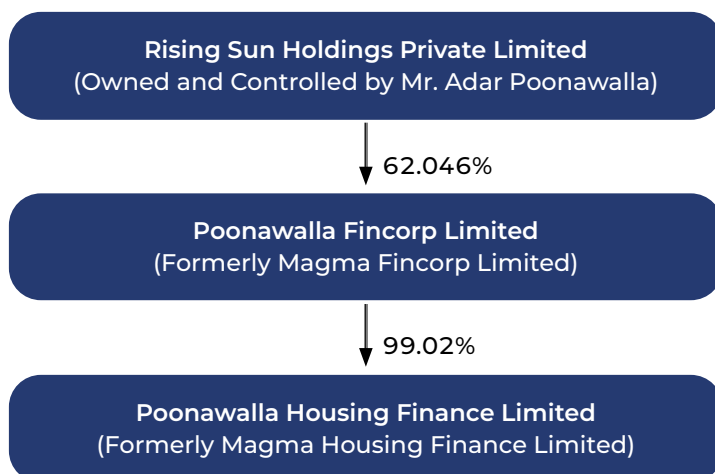 Rising Sun Holdings Private Limited
(Owned and Controlled by Mr. Adar Poonawalla)
62.046%
Poonawalla Fincorp Limited
(Formerly Magma Fincorp Limited)
99.02%
Poonawalla Housing Finance Limited
(Formerly Magma Housing Finance Limited)